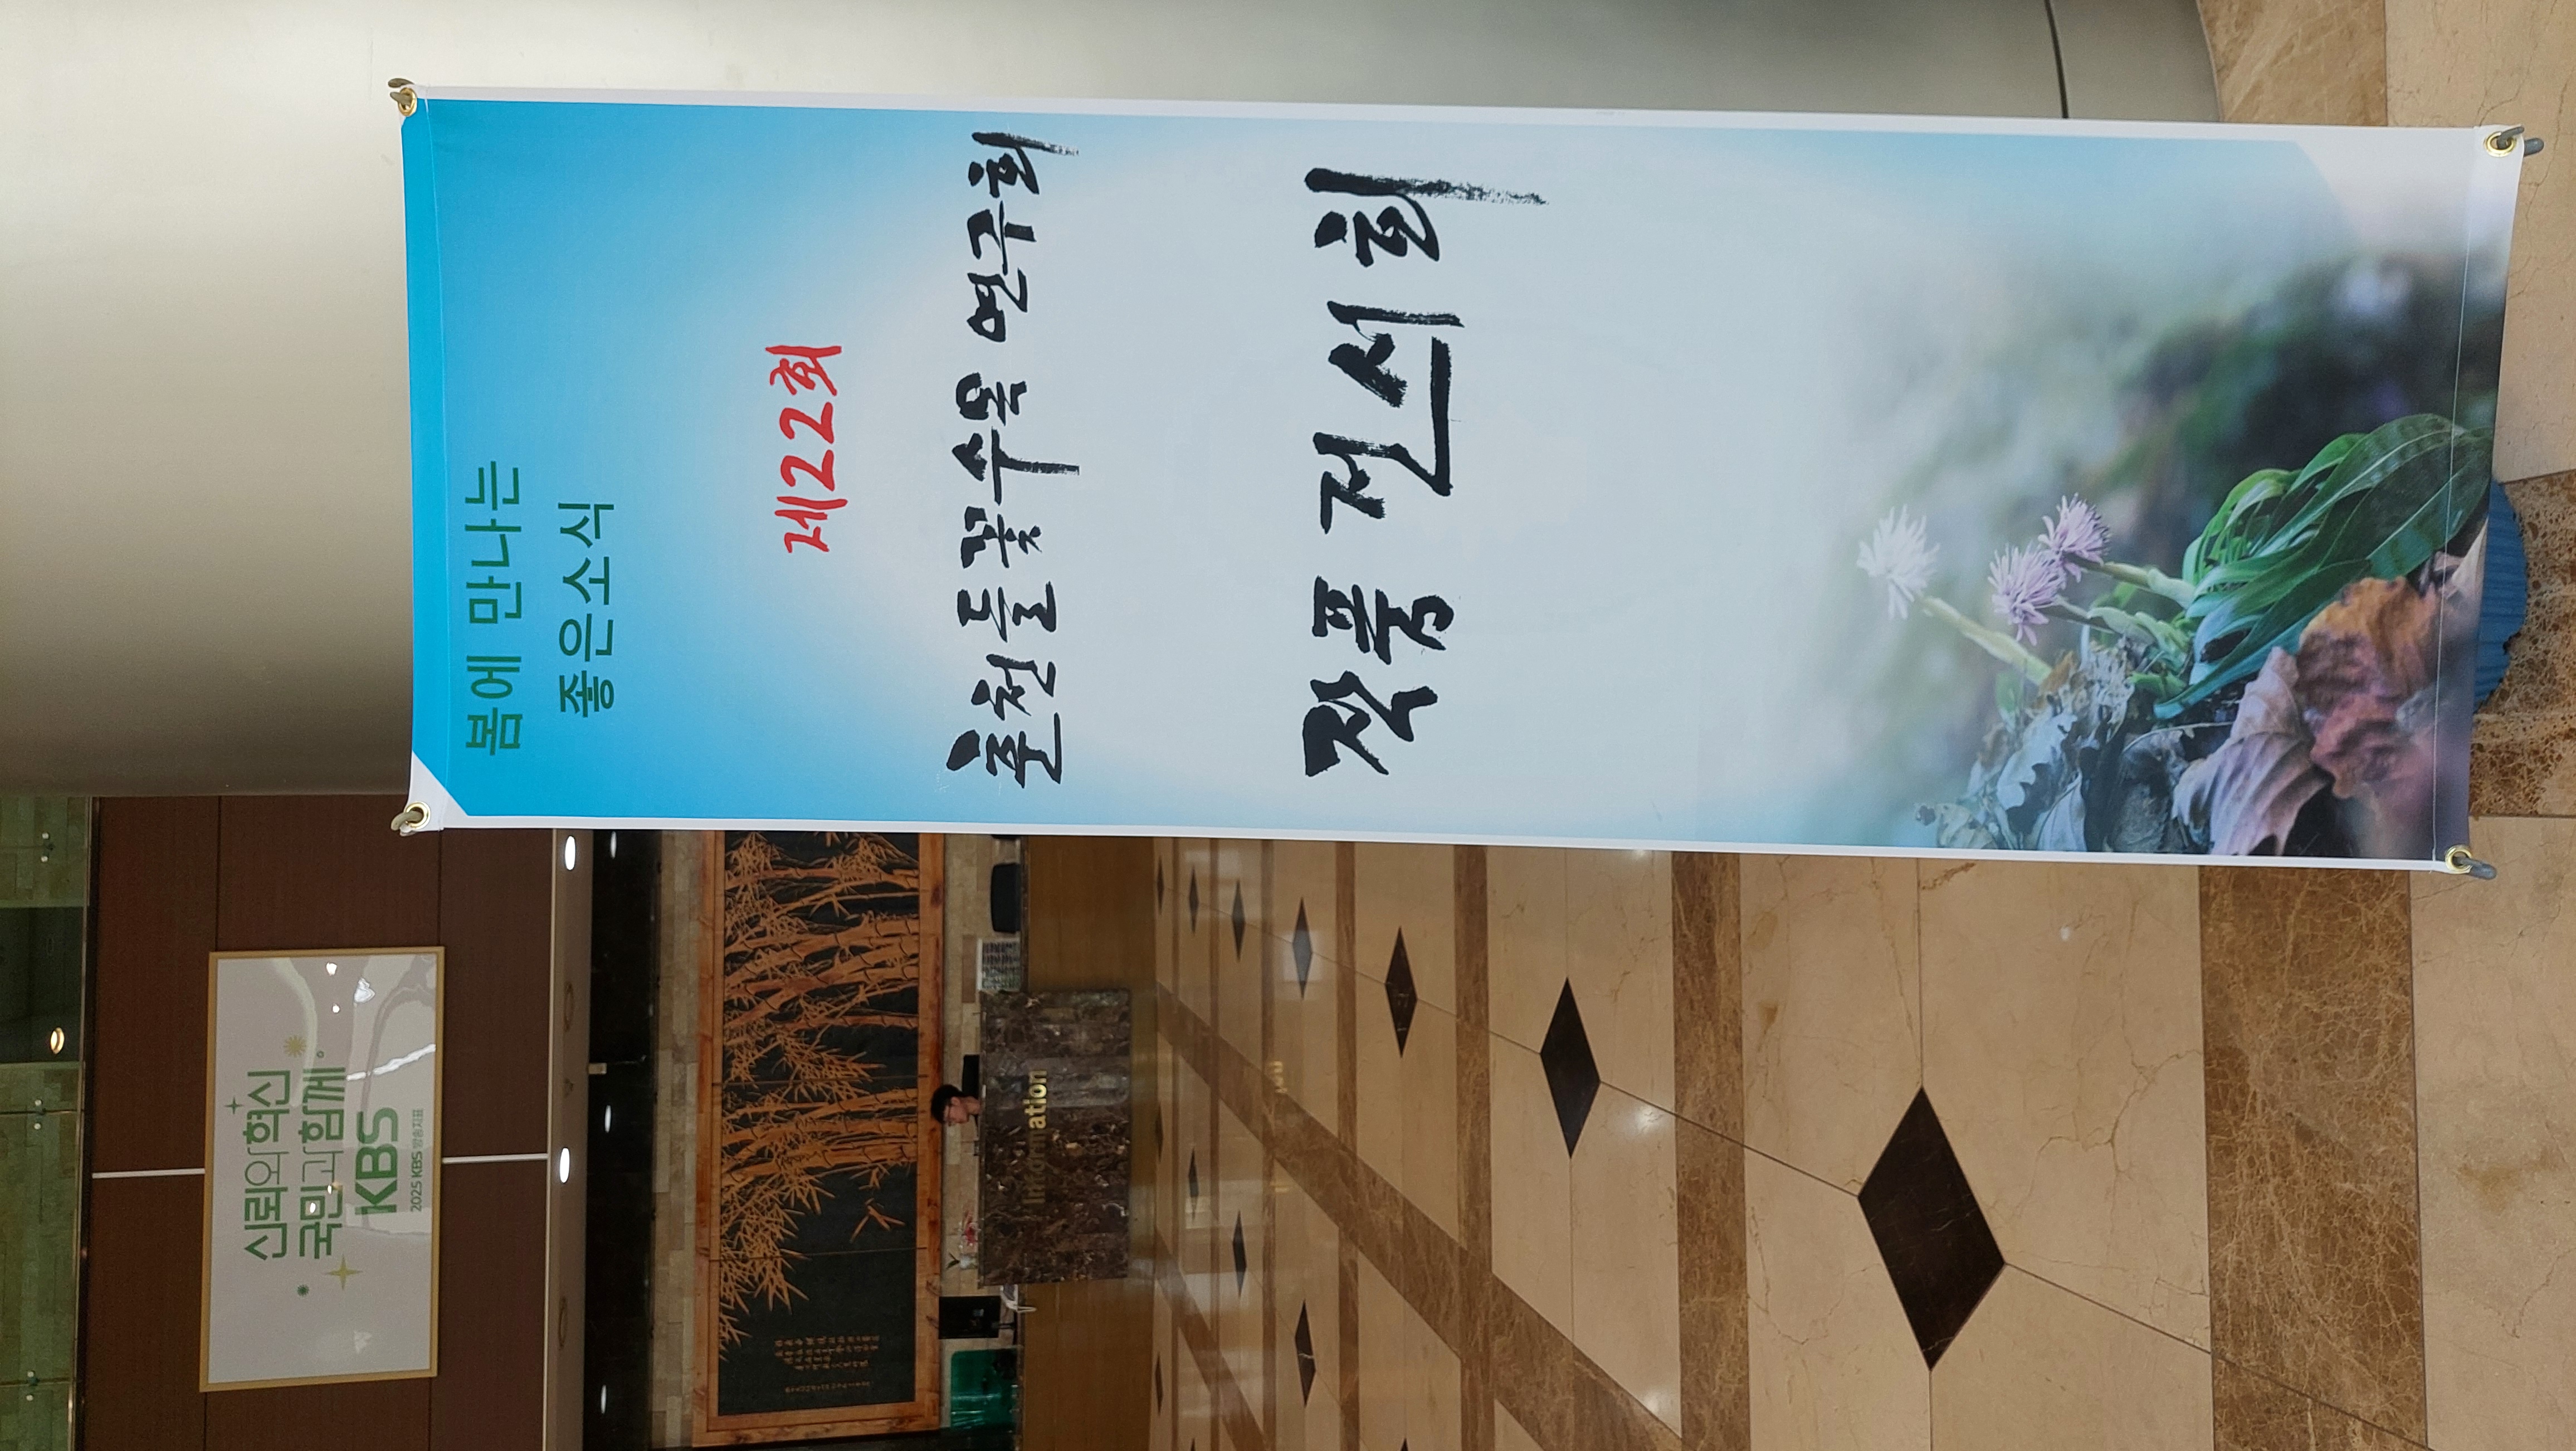 봄에 만나는
좋은소식
제22회
춘천들꽃수목 연구회
작품 전시회
신뢰와 혁신
국민과 함께。
KBS
2025 KBS 방송지표
Information